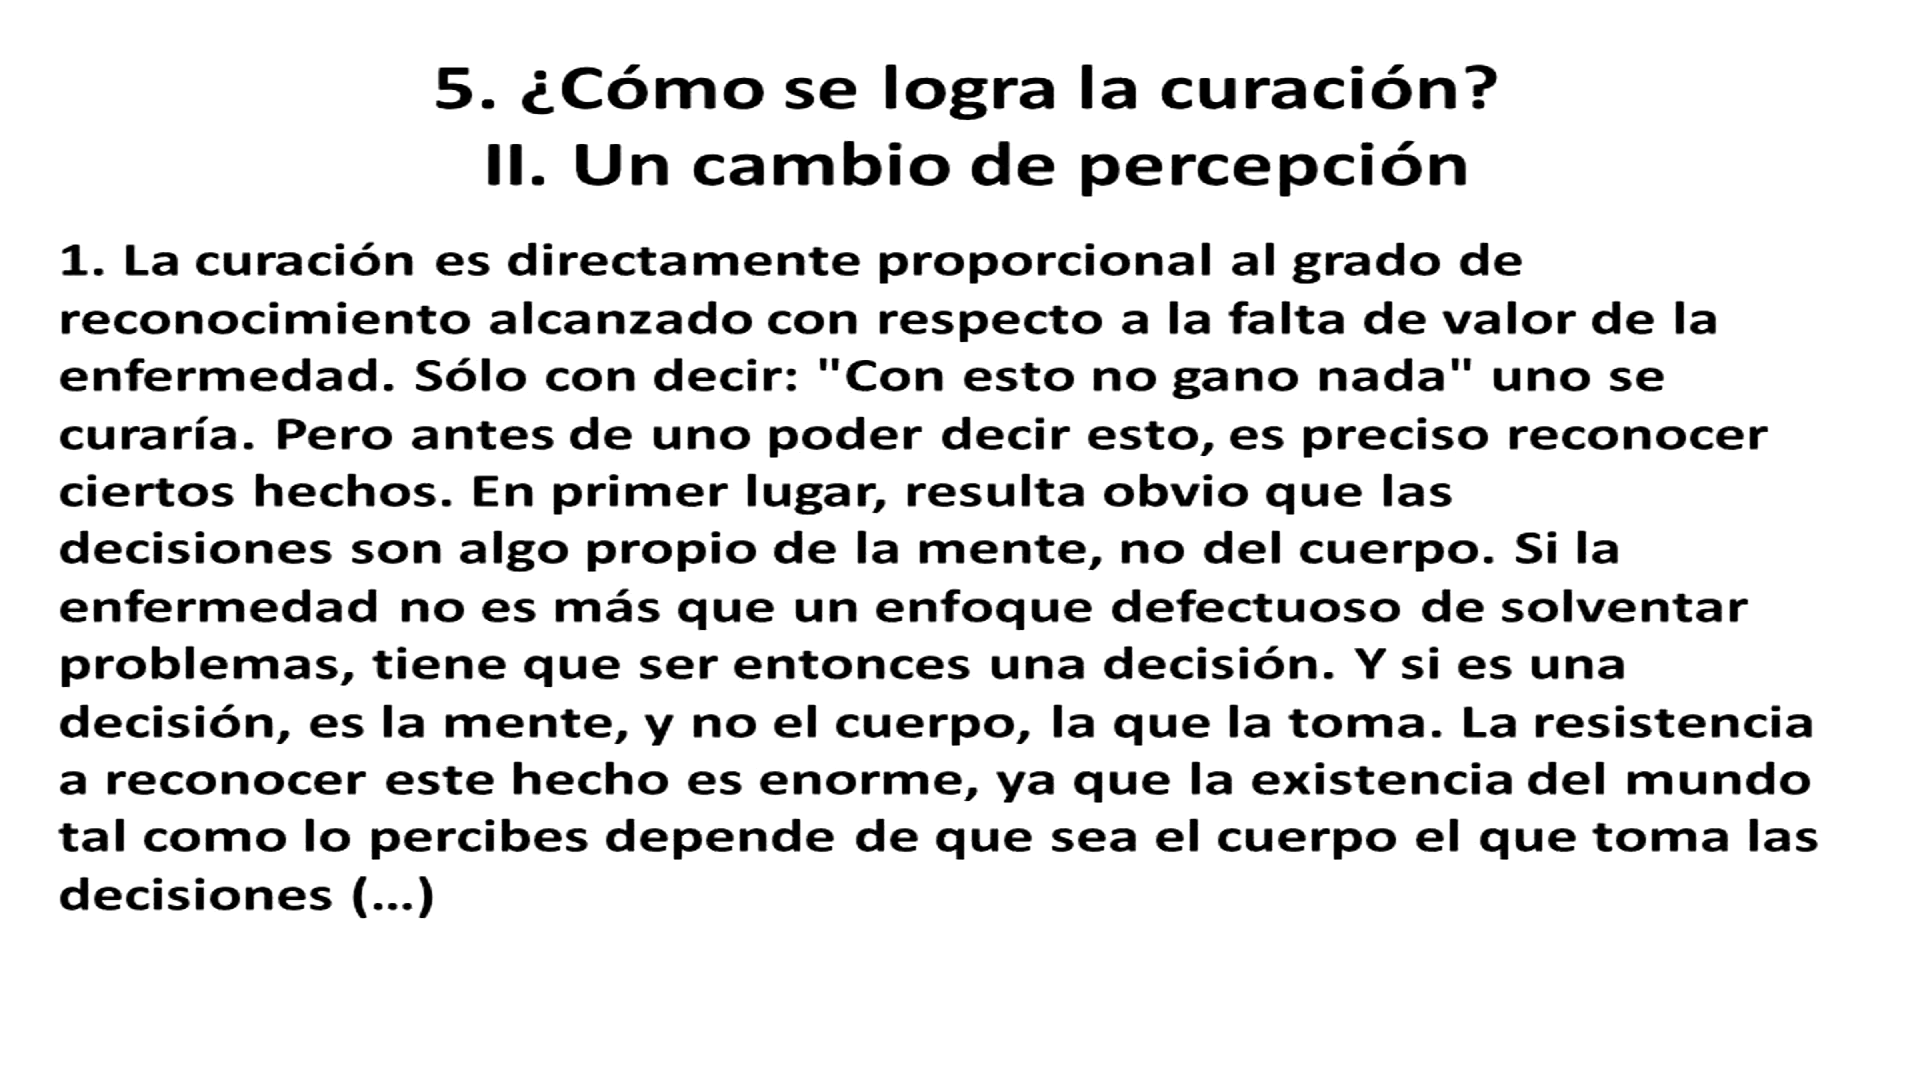 5. ¿Cómo se logra la curación?
II. Un cambio de percepción
1. La curación es directamente proporcional al grado de
reconocimiento alcanzado con respecto a la falta de valor de la
enfermedad. Sólo con decir: "Con esto no gano nada" uno se
curaría. Pero antes de uno poder decir esto, es preciso reconocer
ciertos hechos. En primer lugar, resulta obvio que las
decisiones son algo propio de la mente, no del cuerpo. Si la
enfermedad no es más que un enfoque defectuoso de solventar
problemas, tiene que ser entonces una decisión. Y si es una
decisión, es la mente, y no el cuerpo, la que la toma. La resistencia
a reconocer este hecho es enorme, ya que la existencia del mundo
tal como lo percibes depende de que sea el cuerpo el que toma las
decisiones (...)